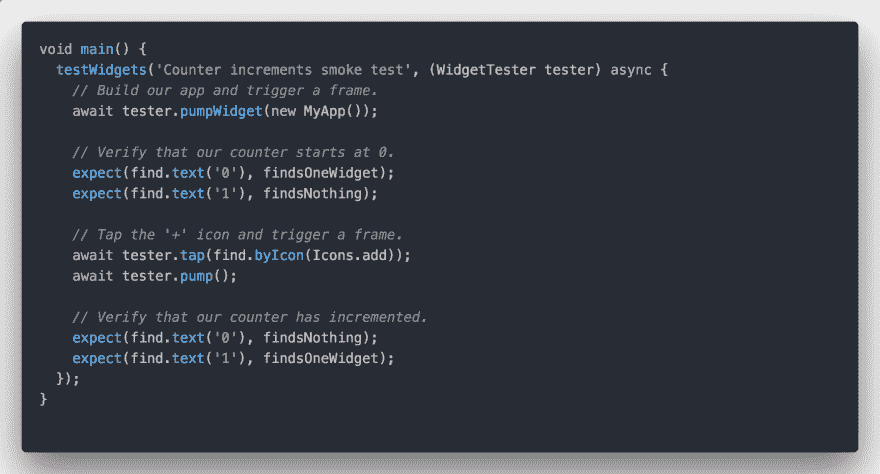 void main() {
  testWidgets('Counter increments smoke test', (WidgetTester tester) async {
    // Build our app and trigger a frame.
    await tester.pumpWidget(new MyApp());

    // Verify that our counter starts at 0.
    expect(find.text('0'), findsOneWidget);
    expect(find.text('1'), findsNothing);

    // Tap the '+' icon and trigger a frame.
    await tester.tap(find.byIcon(Icons.add));
    await tester.pump();

    // Verify that our counter has incremented.
    expect(find.text('0'), findsNothing);
    expect(find.text('1'), findsOneWidget);
  });
}